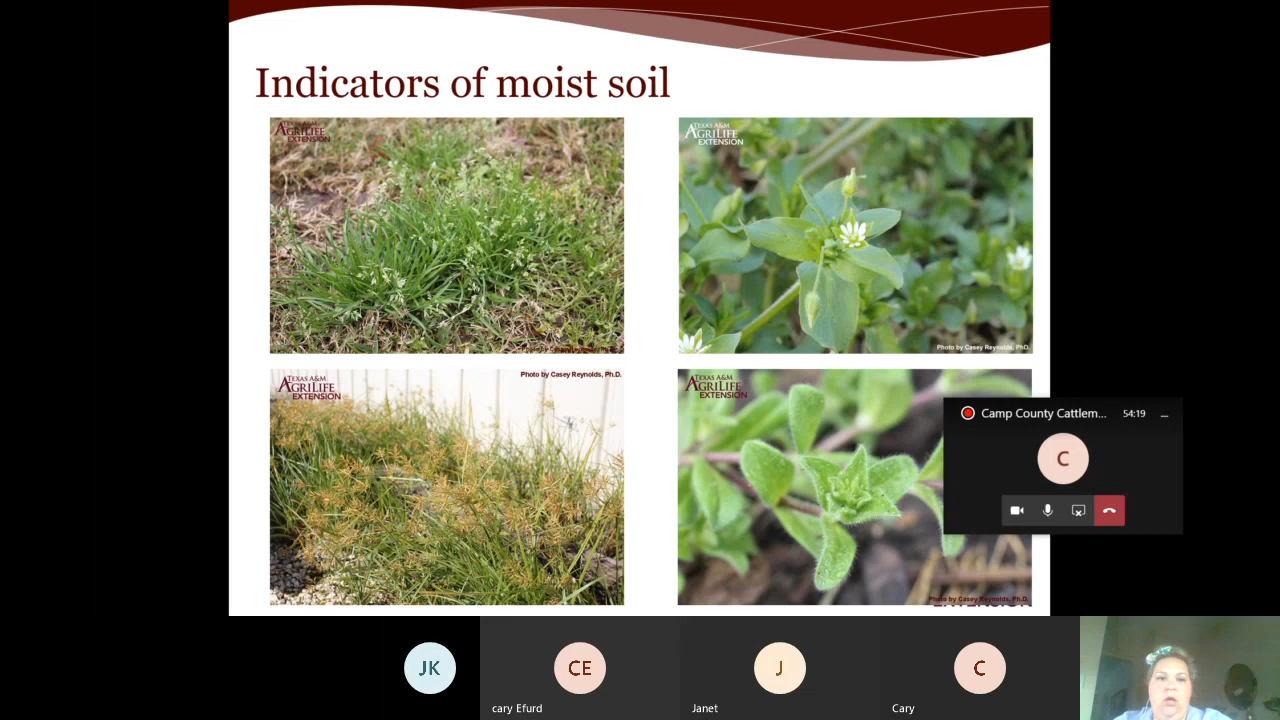 Indicators of moist soil
TEXAS A&M
AGRILIFE
EXTENSION
TEXAS A&M
AGRILIFE
EXTENSION
Photo by Casey Reynolds, Ph.D.
TEXAS A&M
AGRILIFE
EXTENSION
Photo by Casey Reynolds, Ph.D.
TEXAS A&M
AGRILIFE
EXTENSION
Photo by Casey Reynolds, Ph.D.
EXTENSION
Camp County Cattlem... 54:19
C
JK
CE
J
C
cary Efurd
Janet
Cary